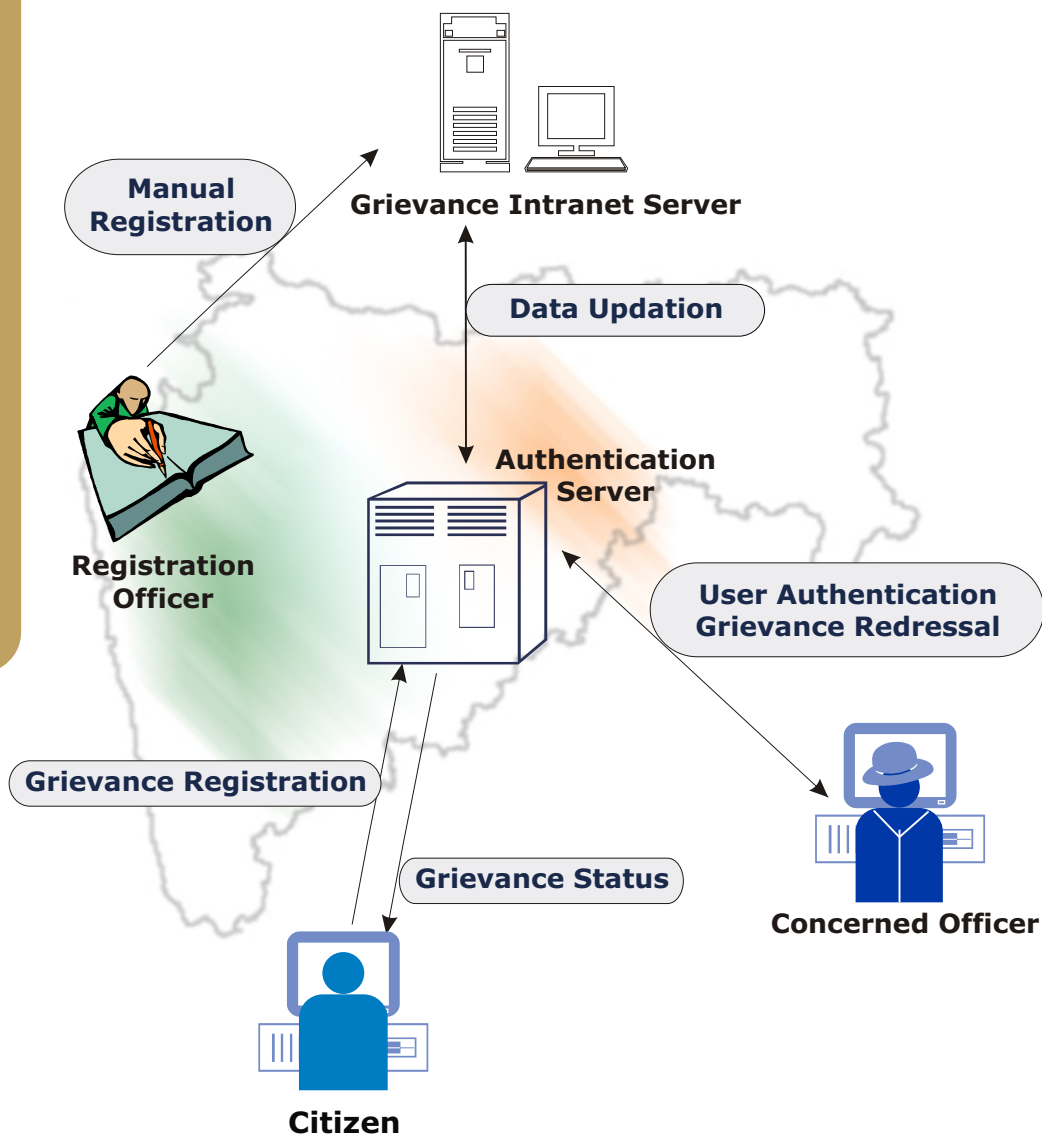 Manual
Registration
Grievance Intranet Server
Data Updation
Authentication
Server
Registration
Officer
User Authentication
Grievance Redressal
Grievance Registration
Grievance Status
Concerned Officer
Citizen